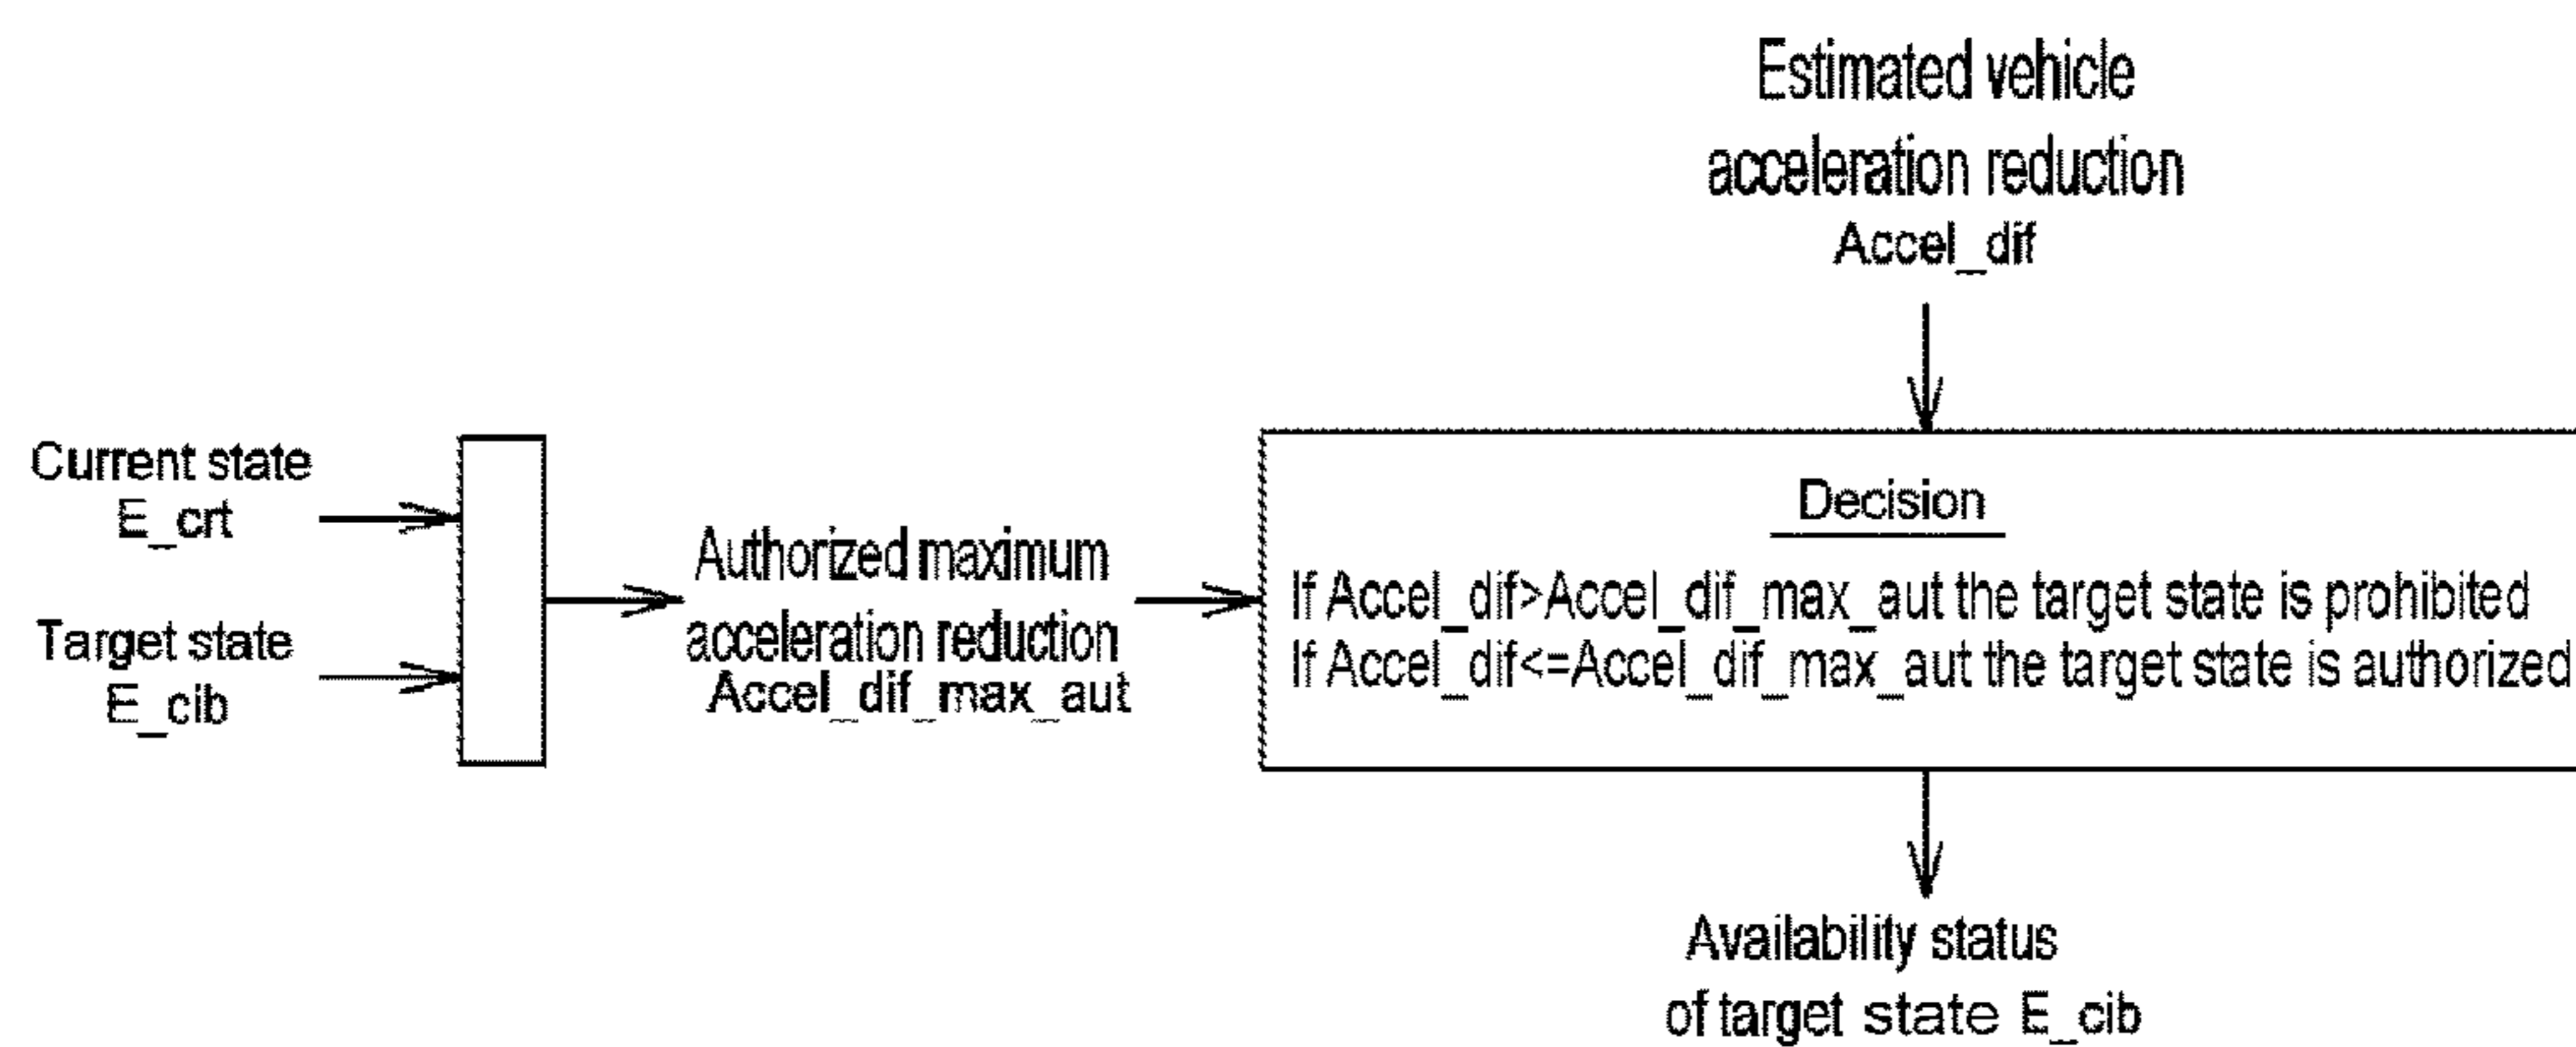 Estimated vehicle
acceleration reduction
Accel_dif
Current state
E_crt
Target state
E_cib
Authorized maximum
acceleration reduction
Accel_dif_max_aut
Decision
If Accel_dif>Accel_dif_max_aut the target state is prohibited
If Accel_dif<=Accel_dif_max_aut the target state is authorized
Availability status
of target state E_cib